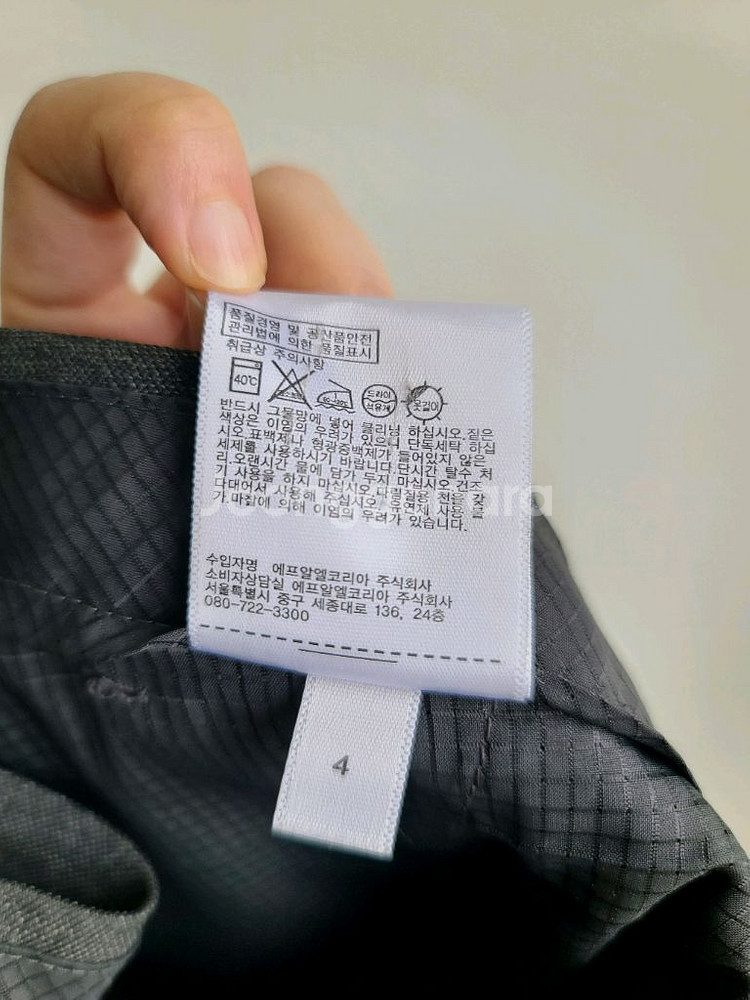 품질경영 및 공산품안전
관리법에 의한 품질표시
취급상 주의사항
40℃
드라이
석유계
옷걸이
반드시 그물망에 넣어 물리닝 하십시오.짙은
색상은 이염의 우려가 있으니 단독세탁 하십
시오.표백제나 형광증백제가 들어있지 않은
세제를 사용하시기 바랍니다.단시간 탈수 처
리 오랜시간 물에 담가 두지 마십시오.건조
기 사용을 하지 마십시오.다림질용 천을 갖
다대어서 사용해 주십시오.유연제 사용 을
가.마찰에 의해 이염의 우려가 있습니다.
수입자명 에프알엘코리아 주식회사
소비자상담실 에프알엘코리아 주식회사
서울특별시 중구 세종대로 136, 24층
080-722-3300
4